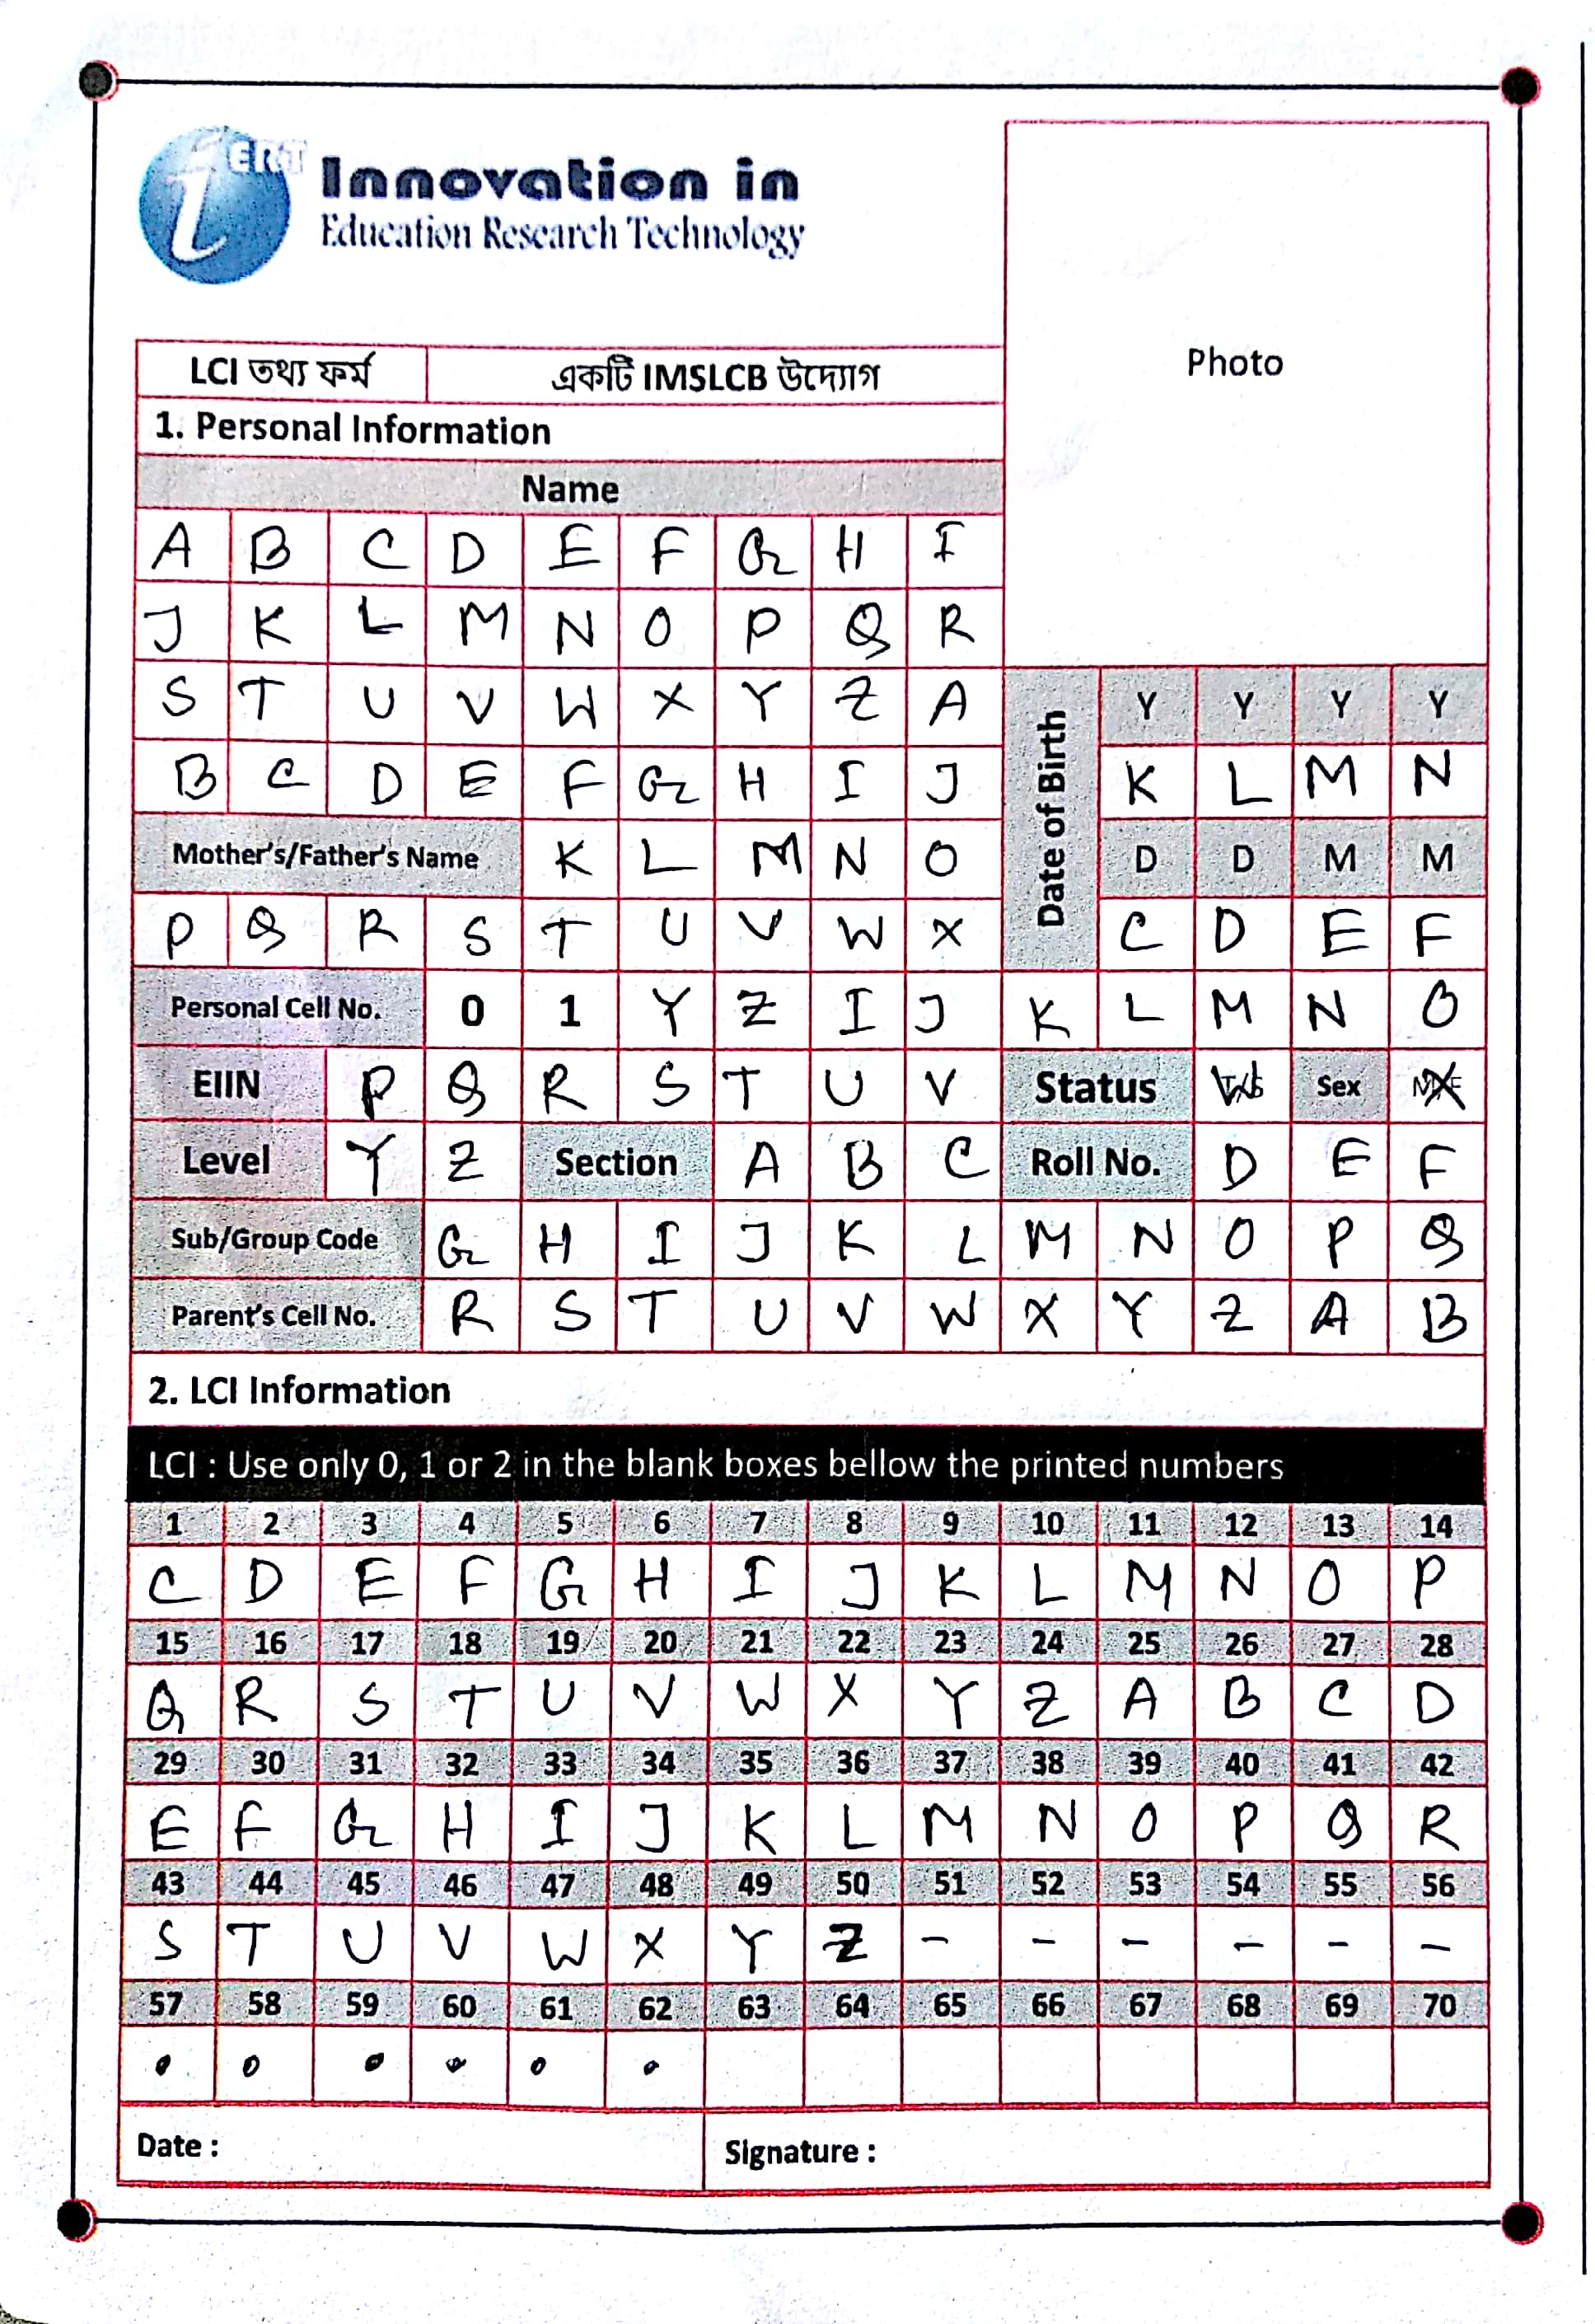 iERT
Innovation in
Education Research Technology
Photo
LCI তথ্য ফর্ম একটি IMSLCB উদ্যোগ
1. Personal Information
Name
A B C D E F G H I
J K L M N O P Q R
S T U V W X Y Z A
Date of Birth Y Y Y Y
B C D E F G H I J K L M N
Mother's/Father's Name K L M N O D D M M
P Q R S T U V W X C D E F
Personal Cell No. 0 1 Y Z I J K L M N O
EIIN P Q R S T U V Status Sex
Level Y Z Section A B C Roll No. D E F
Sub/Group Code G H I J K L M N O P Q
Parent's Cell No. R S T U V W X Y Z A B
2. LCI Information
LCI : Use only 0, 1 or 2 in the blank boxes bellow the printed numbers
1 2 3 4 5 6 7 8 9 10 11 12 13 14
C D E F G H I J K L M N O P
15 16 17 18 19 20 21 22 23 24 25 26 27 28
Q R S T U V W X Y Z A B C D
29 30 31 32 33 34 35 36 37 38 39 40 41 42
E F G H I J K L M N O P Q R
43 44 45 46 47 48 49 50 51 52 53 54 55 56
S T U V W X Y Z - - - - - -
57 58 59 60 61 62 63 64 65 66 67 68 69 70
Date : Signature :